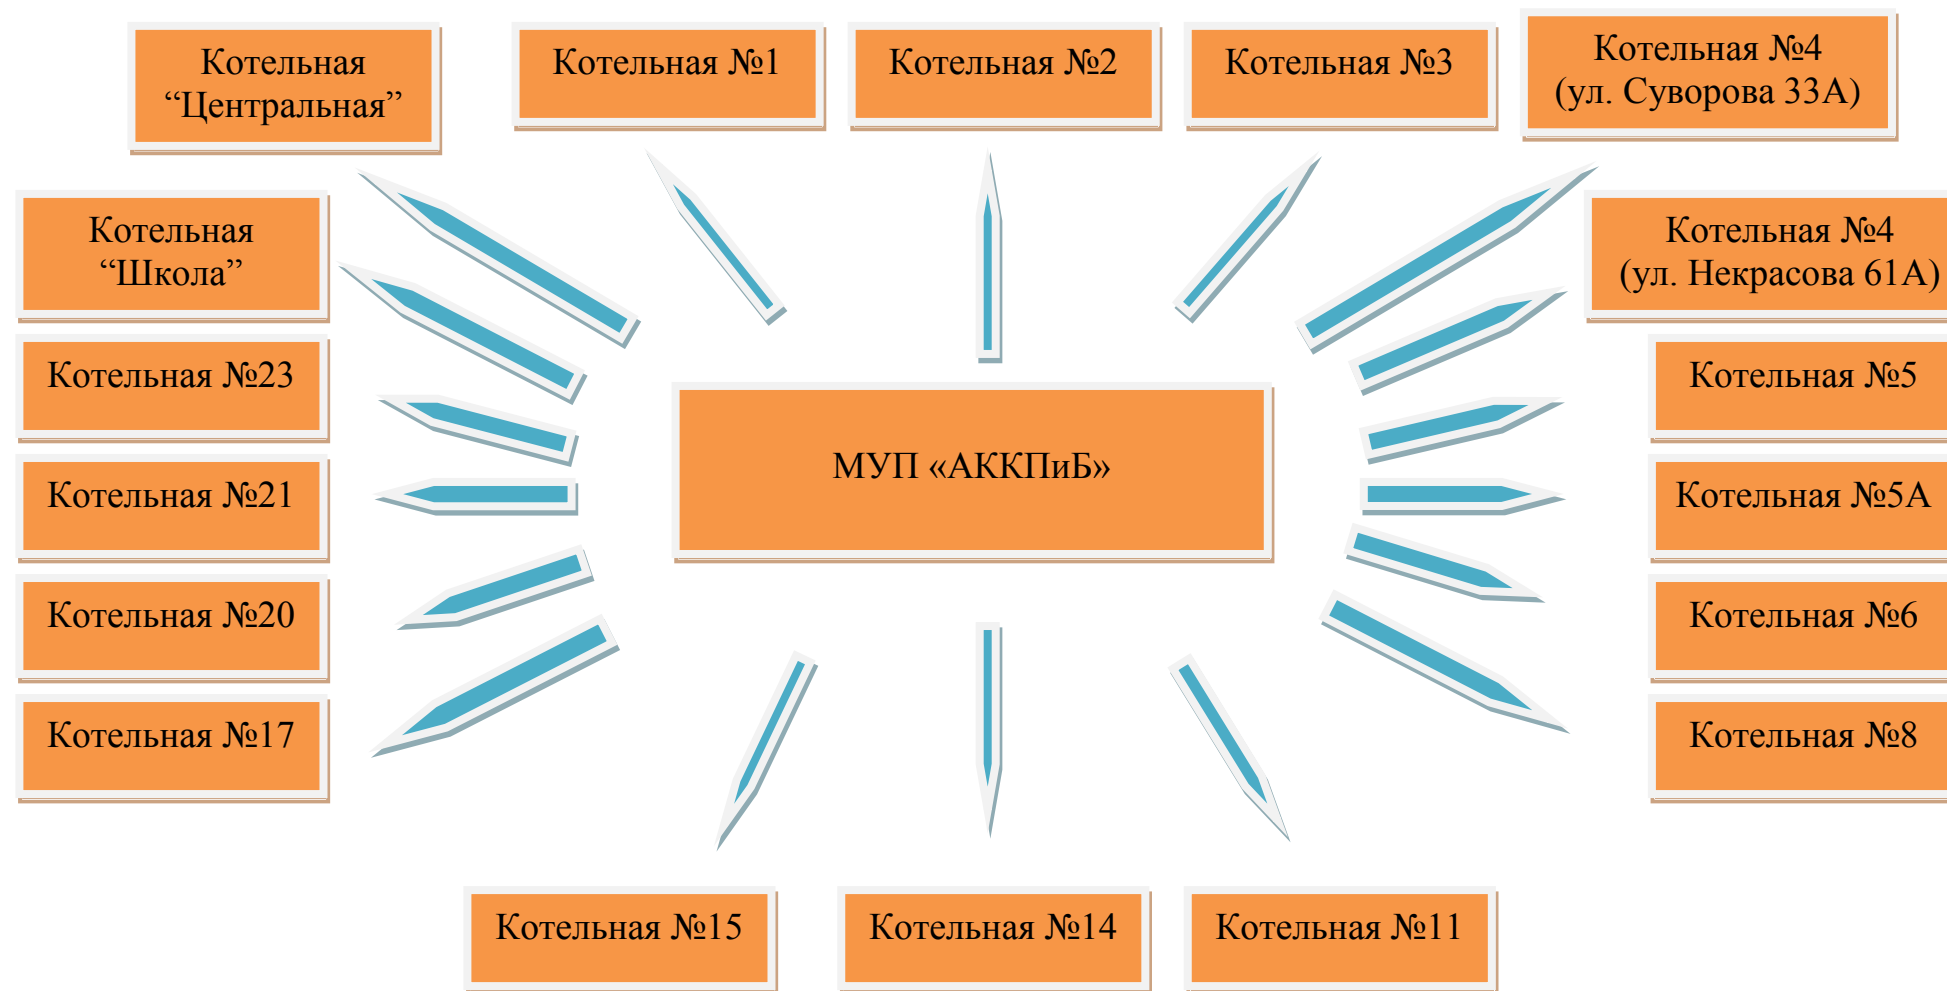 Котельная
“Центральная”
Котельная №1
Котельная №2
Котельная №3
Котельная №4
(ул. Суворова 33А)
Котельная
“Школа”
Котельная №4
(ул. Некрасова 61А)
Котельная №23
Котельная №5
МУП «АККПиБ»
Котельная №21
Котельная №5А
Котельная №20
Котельная №6
Котельная №17
Котельная №8
Котельная №15
Котельная №14
Котельная №11